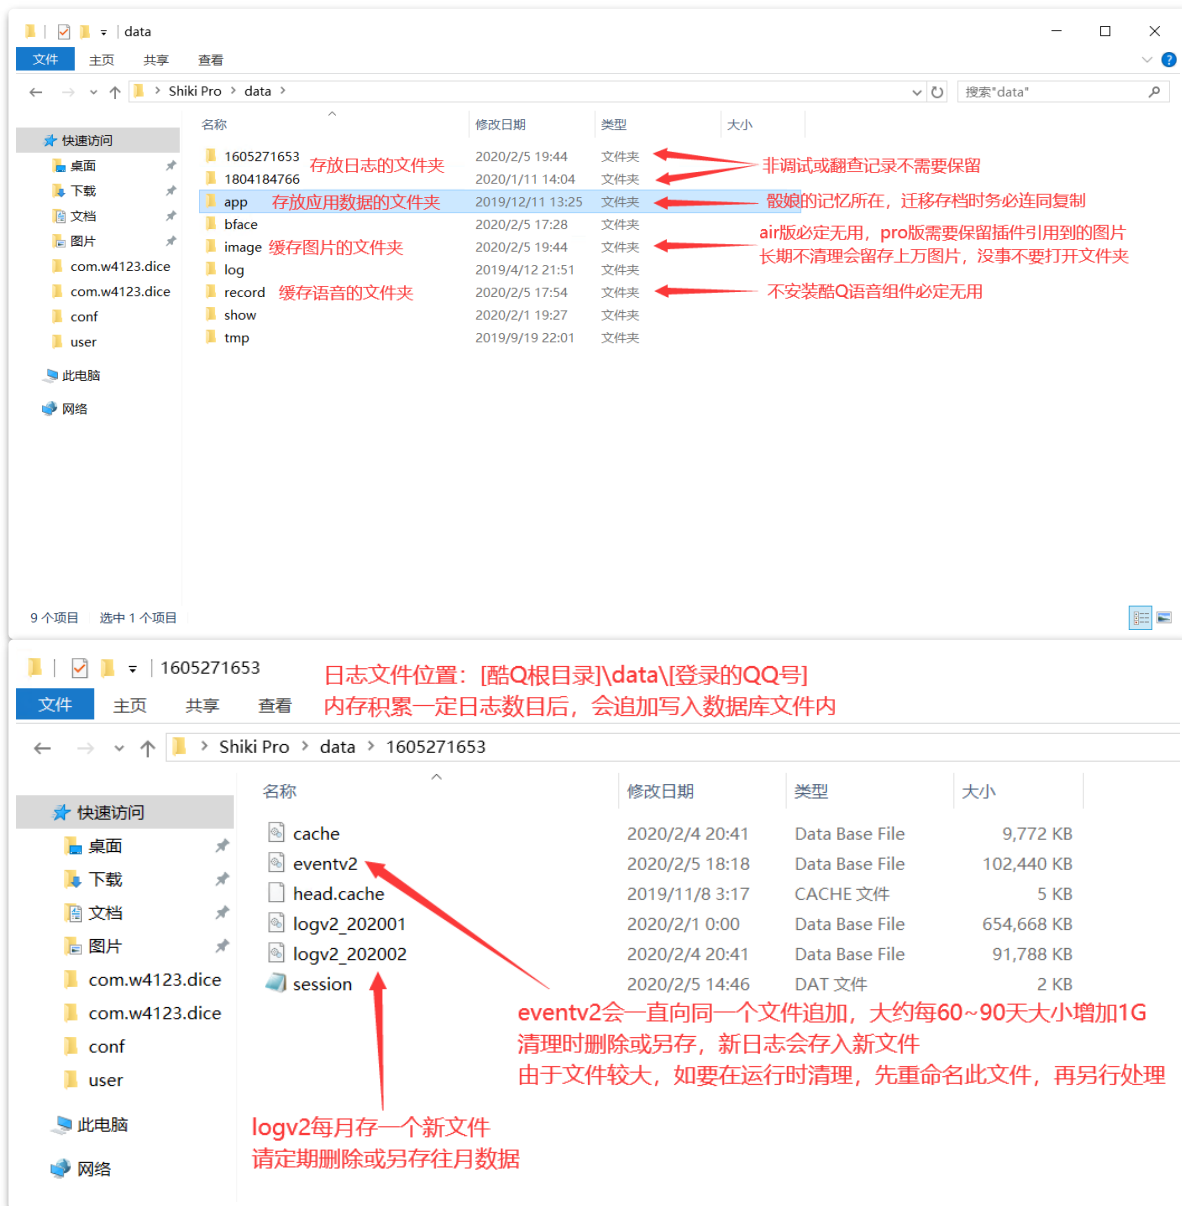 data
文件 主页 共享 查看
Shiki Pro data 搜索"data"
名称 修改日期 类型 大小
快速访问
桌面
下载
文档
图片
com.w4123.dice
com.w4123.dice
conf
user
此电脑
网络
1605271653 2020/2/5 19:44 文件夹
存放日志的文件夹
非调试或翻查记录不需要保留
1804184766 2020/1/11 14:04 文件夹
app 存放应用数据的文件夹 2019/12/11 13:25 文件夹 骰娘的记忆所在，迁移存档时务必连同复制
bface 2020/2/5 17:28 文件夹
air版必定无用，pro版需要保留插件引用到的图片
image 缓存图片的文件夹 2020/2/5 19:44 文件夹
长期不清理会留存上万图片，没事不要打开文件夹
log 2019/4/12 21:51 文件夹
record 缓存语音的文件夹 2020/2/5 17:54 文件夹 不安装酷Q语音组件必定无用
show 2020/2/1 19:27 文件夹
tmp 2019/9/19 22:01 文件夹
9 个项目 选中 1 个项目
1605271653
日志文件位置：[酷Q根目录]\data\[登录的QQ号]
文件 主页 共享 查看
内存积累一定日志数目后，会追加写入数据库文件内
Shiki Pro data 1605271653
名称 修改日期 类型 大小
快速访问
桌面
下载
文档
图片
com.w4123.dice
com.w4123.dice
conf
user
此电脑
网络
cache 2020/2/4 20:41 Data Base File 9,772 KB
eventv2 2020/2/5 18:18 Data Base File 102,440 KB
head.cache 2019/11/8 3:17 CACHE 文件 5 KB
logv2_202001 2020/2/1 0:00 Data Base File 654,668 KB
logv2_202002 2020/2/4 20:41 Data Base File 91,788 KB
session 2020/2/5 14:46 DAT 文件 2 KB
eventv2会一直向同一个文件追加，大约每60~90天大小增加1G
清理时删除或另存，新日志会存入新文件
由于文件较大，如要在运行时清理，先重命名此文件，再另行处理
logv2每月存一个新文件
请定期删除或另存往月数据